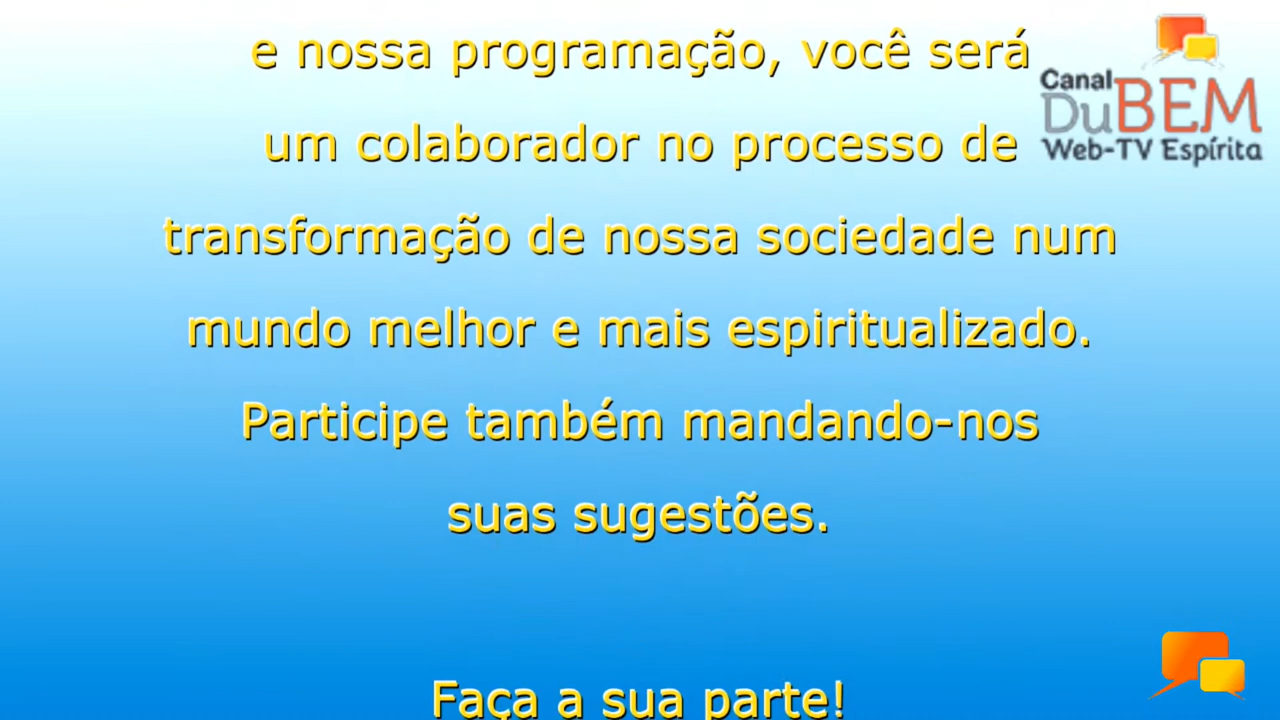 e nossa programação, você será
um colaborador no processo de
transformação de nossa sociedade num
mundo melhor e mais espiritualizado.
Participe também mandando-nos
suas sugestões.
Faça a sua parte!
Canal
DuBEM
Web-TV Espírita